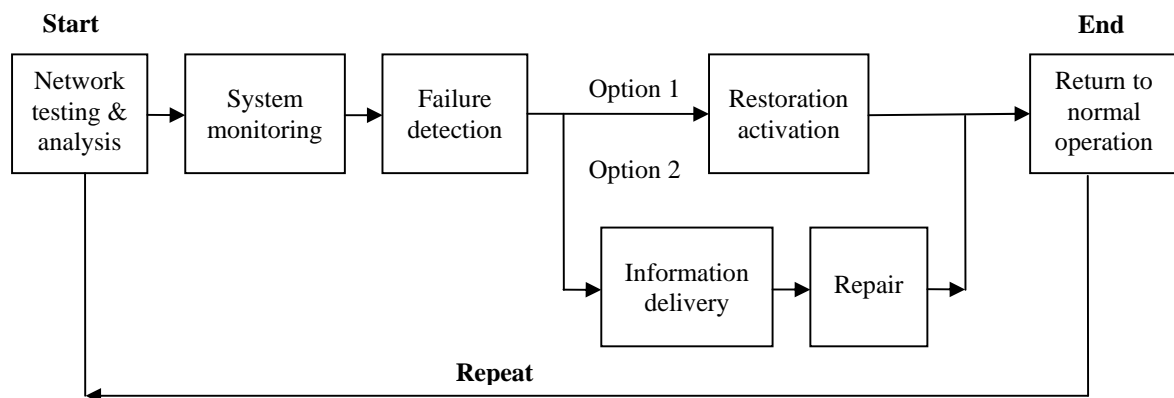 Start
End
Network
testing &
analysis
System
monitoring
Failure
detection
Option 1
Option 2
Restoration
activation
Return to
normal
operation
Information
delivery
Repair
Repeat